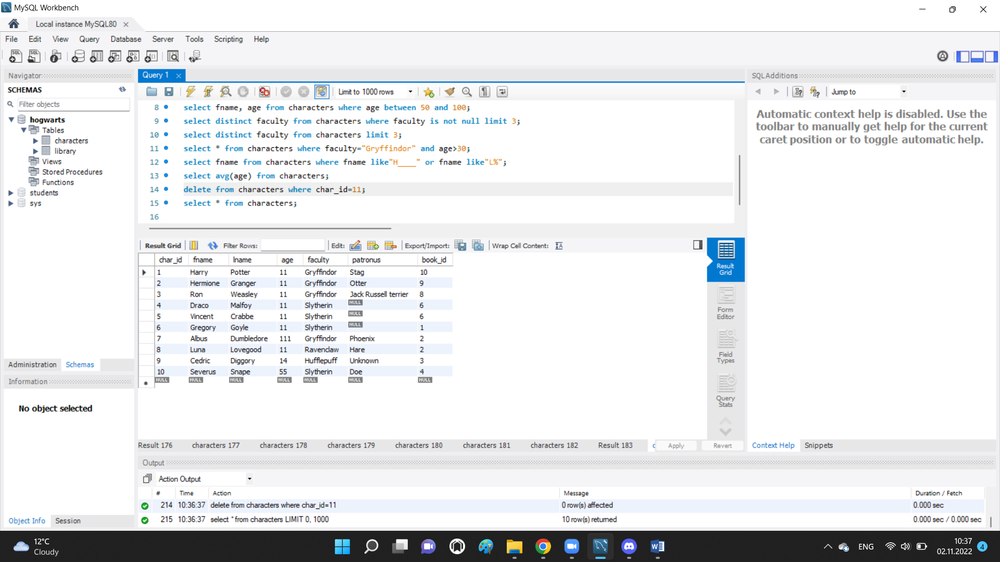 MySQL Workbench
Local instance MySQL80
File Edit View Query Database Server Tools Scripting Help
Navigator
SCHEMAS
Filter objects
hogwarts
Tables
characters
library
Views
Stored Procedures
Functions
students
sys
Administration Schemas
Information
No object selected
Object Info Session
Query 1
Limit to 1000 rows
8 select fname, age from characters where age between 50 and 100;
9 select distinct faculty from characters where faculty is not null limit 3;
10 select distinct faculty from characters limit 3;
11 select * from characters where faculty="Gryffindor" and age>30;
12 select fname from characters where fname like"H____" or fname like"L%";
13 select avg(age) from characters;
14 delete from characters where char_id=11;
15 select * from characters;
16
Result Grid Filter Rows: Edit: Export/Import: Wrap Cell Content:
char_id fname lname age faculty patronus book_id
1 Harry Potter 11 Gryffindor Stag 10
2 Hermione Granger 11 Gryffindor Otter 9
3 Ron Weasley 11 Gryffindor Jack Russell terrier 8
4 Draco Malfoy 11 Slytherin NULL 6
5 Vincent Crabbe 11 Slytherin NULL 6
6 Gregory Goyle 11 Slytherin NULL 1
7 Albus Dumbledore 111 Gryffindor Phoenix 2
8 Luna Lovegood 11 Ravenclaw Hare 2
9 Cedric Diggory 14 Hufflepuff Unknown 3
10 Severus Snape 55 Slytherin Doe 4
NULL NULL NULL NULL NULL NULL NULL
Result Grid
Form Editor
Field Types
Query Stats
Result 176 characters 177 characters 178 characters 179 characters 180 characters 181 characters 182 Result 183 c Apply Revert
SQLAdditions
Jump to
Automatic context help is disabled. Use the
toolbar to manually get help for the current
caret position or to toggle automatic help.
Context Help Snippets
Output
Action Output
# Time Action Message Duration / Fetch
214 10:36:37 delete from characters where char_id=11 0 row(s) affected 0.000 sec
215 10:36:37 select * from characters LIMIT 0, 1000 10 row(s) returned 0.000 sec / 0.000 sec
12°C
Cloudy
ENG
10:37
02.11.2022
4